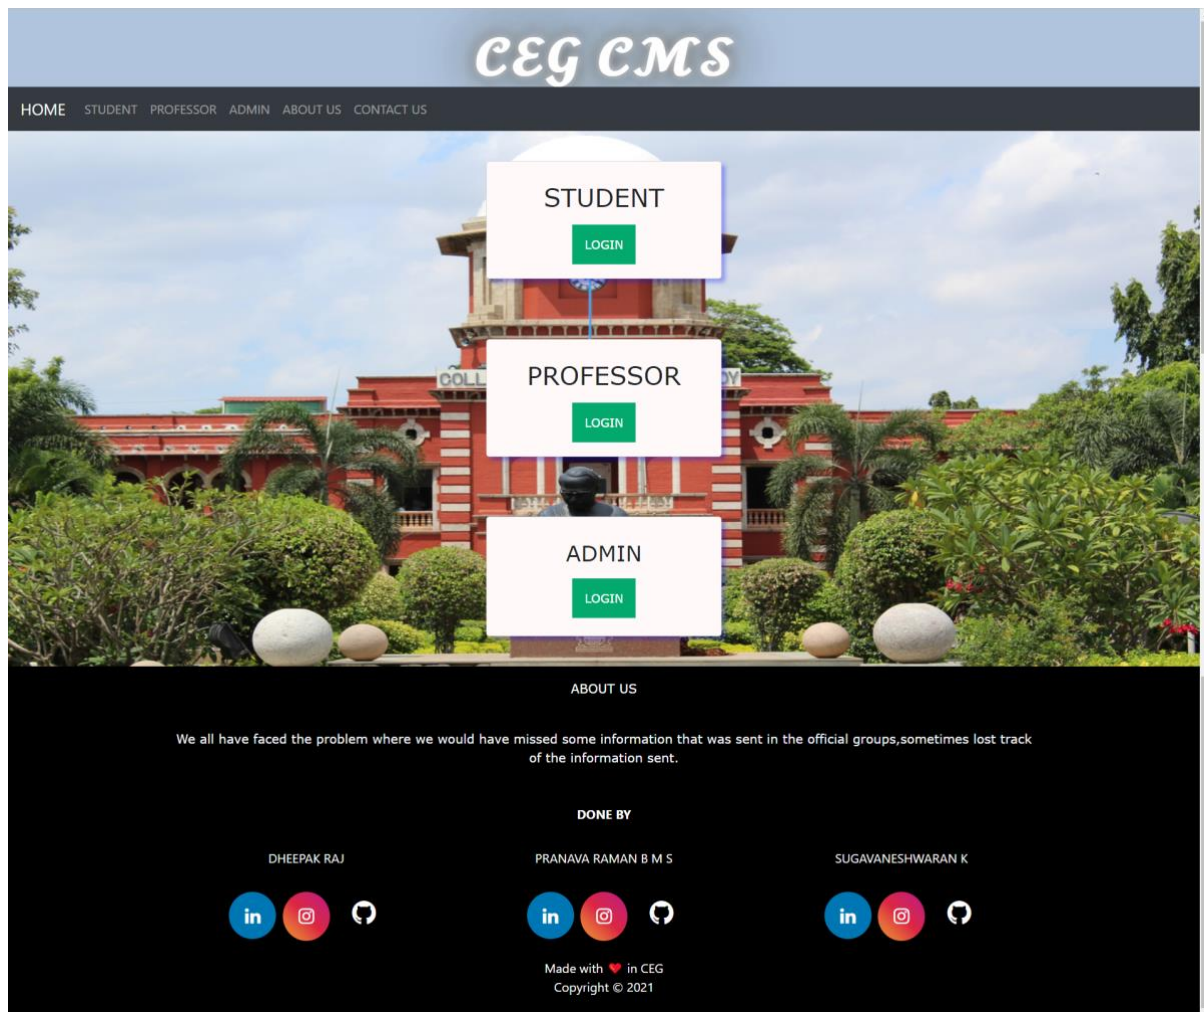 CEG CMS
HOME STUDENT PROFESSOR ADMIN ABOUT US CONTACT US
STUDENT
LOGIN
COLL
PROFESSOR
LOGIN
ADMIN
LOGIN
ABOUT US
We all have faced the problem where we would have missed some information that was sent in the official groups,sometimes lost track
of the information sent.
DONE BY
DHEEPAK RAJ PRANAVA RAMAN B M S SUGAVANESHWARAN K
in in in
Made with ❤ in CEG
Copyright © 2021